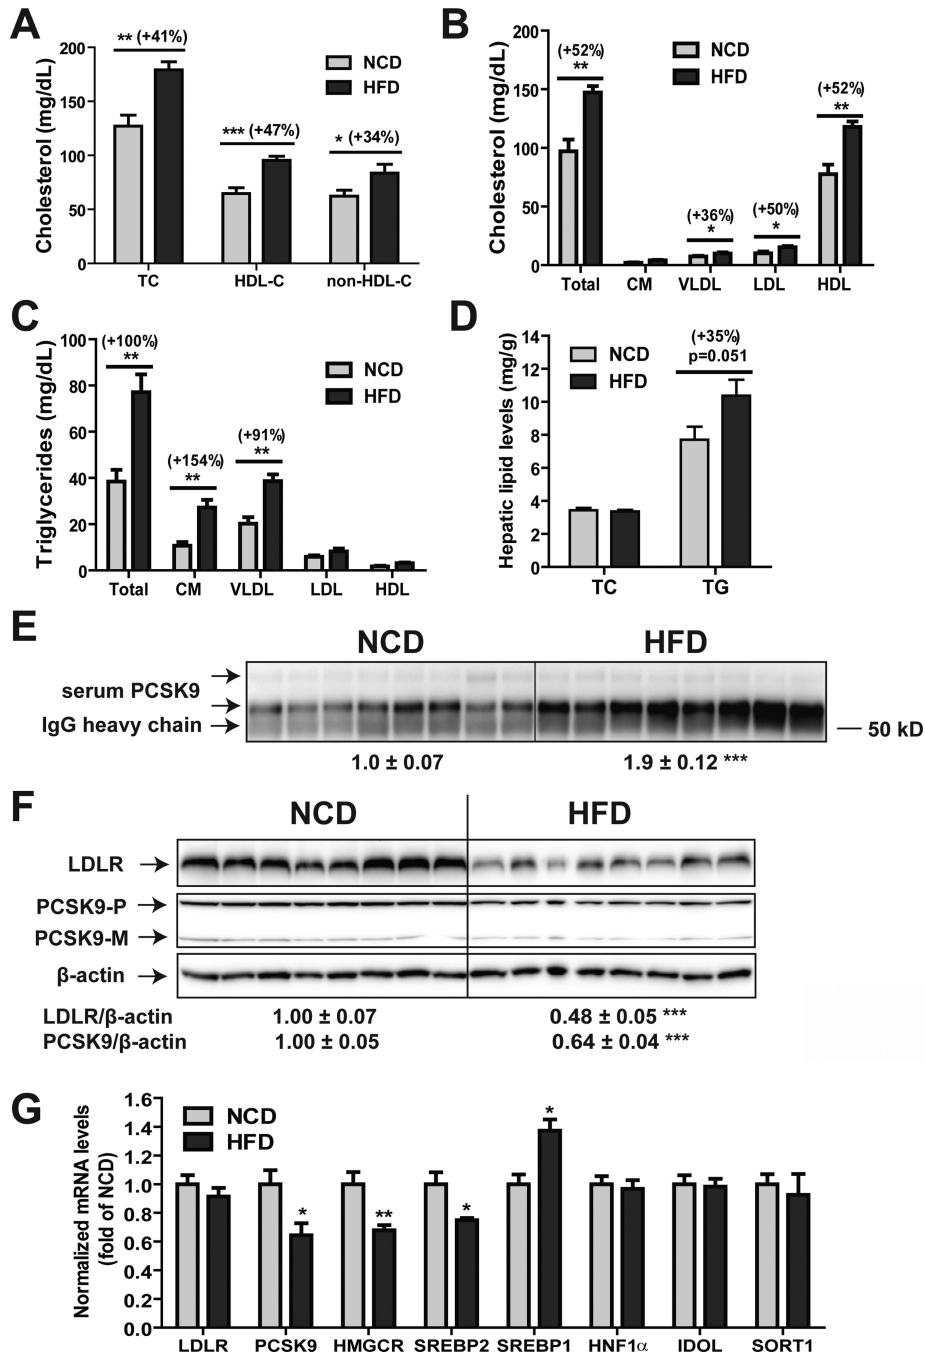 A
** (+41%)
*** (+47%)
* (+34%)
NCD
HFD
Cholesterol (mg/dL)
200
150
100
50
0
TC HDL-C non-HDL-C
B
(+52%)
**
(+36%)
*
(+50%)
*
(+52%)
**
NCD
HFD
Cholesterol (mg/dL)
200
150
100
50
0
Total CM VLDL LDL HDL
C
(+100%)
**
(+154%)
**
(+91%)
**
NCD
HFD
Triglycerides (mg/dL)
100
80
60
40
20
0
Total CM VLDL LDL HDL
D
(+35%)
p=0.051
NCD
HFD
Hepatic lipid levels (mg/g)
14
12
10
8
6
4
2
0
TC TG
E
NCD HFD
serum PCSK9
IgG heavy chain
50 kD
1.0 ± 0.07 1.9 ± 0.12 ***
F
NCD HFD
LDLR
PCSK9-P
PCSK9-M
β-actin
LDLR/β-actin 1.00 ± 0.07 0.48 ± 0.05 ***
PCSK9/β-actin 1.00 ± 0.05 0.64 ± 0.04 ***
G
NCD
HFD
Normalized mRNA levels
(fold of NCD)
1.6
1.4
1.2
1.0
0.8
0.6
0.4
0.2
0.0
*
**
*
*
LDLR PCSK9 HMGCR SREBP2 SREBP1 HNF1α IDOL SORT1